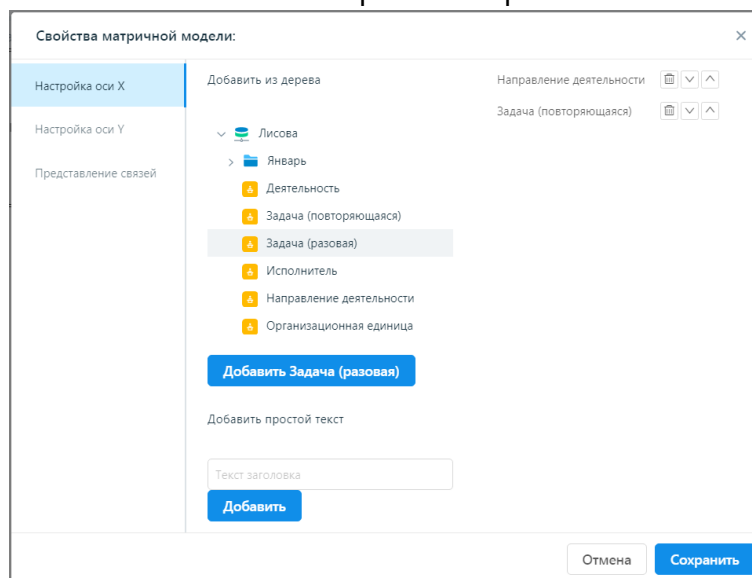 Свойства матричной модели:
Настройка оси X
Настройка оси Y
Представление связей
Добавить из дерева
Лисова
Январь
Деятельность
Задача (повторяющаяся)
Задача (разовая)
Исполнитель
Направление деятельности
Организационная единица
Добавить Задача (разовая)
Добавить простой текст
Текст заголовка
Добавить
Направление деятельности
Задача (повторяющаяся)
Отмена
Сохранить